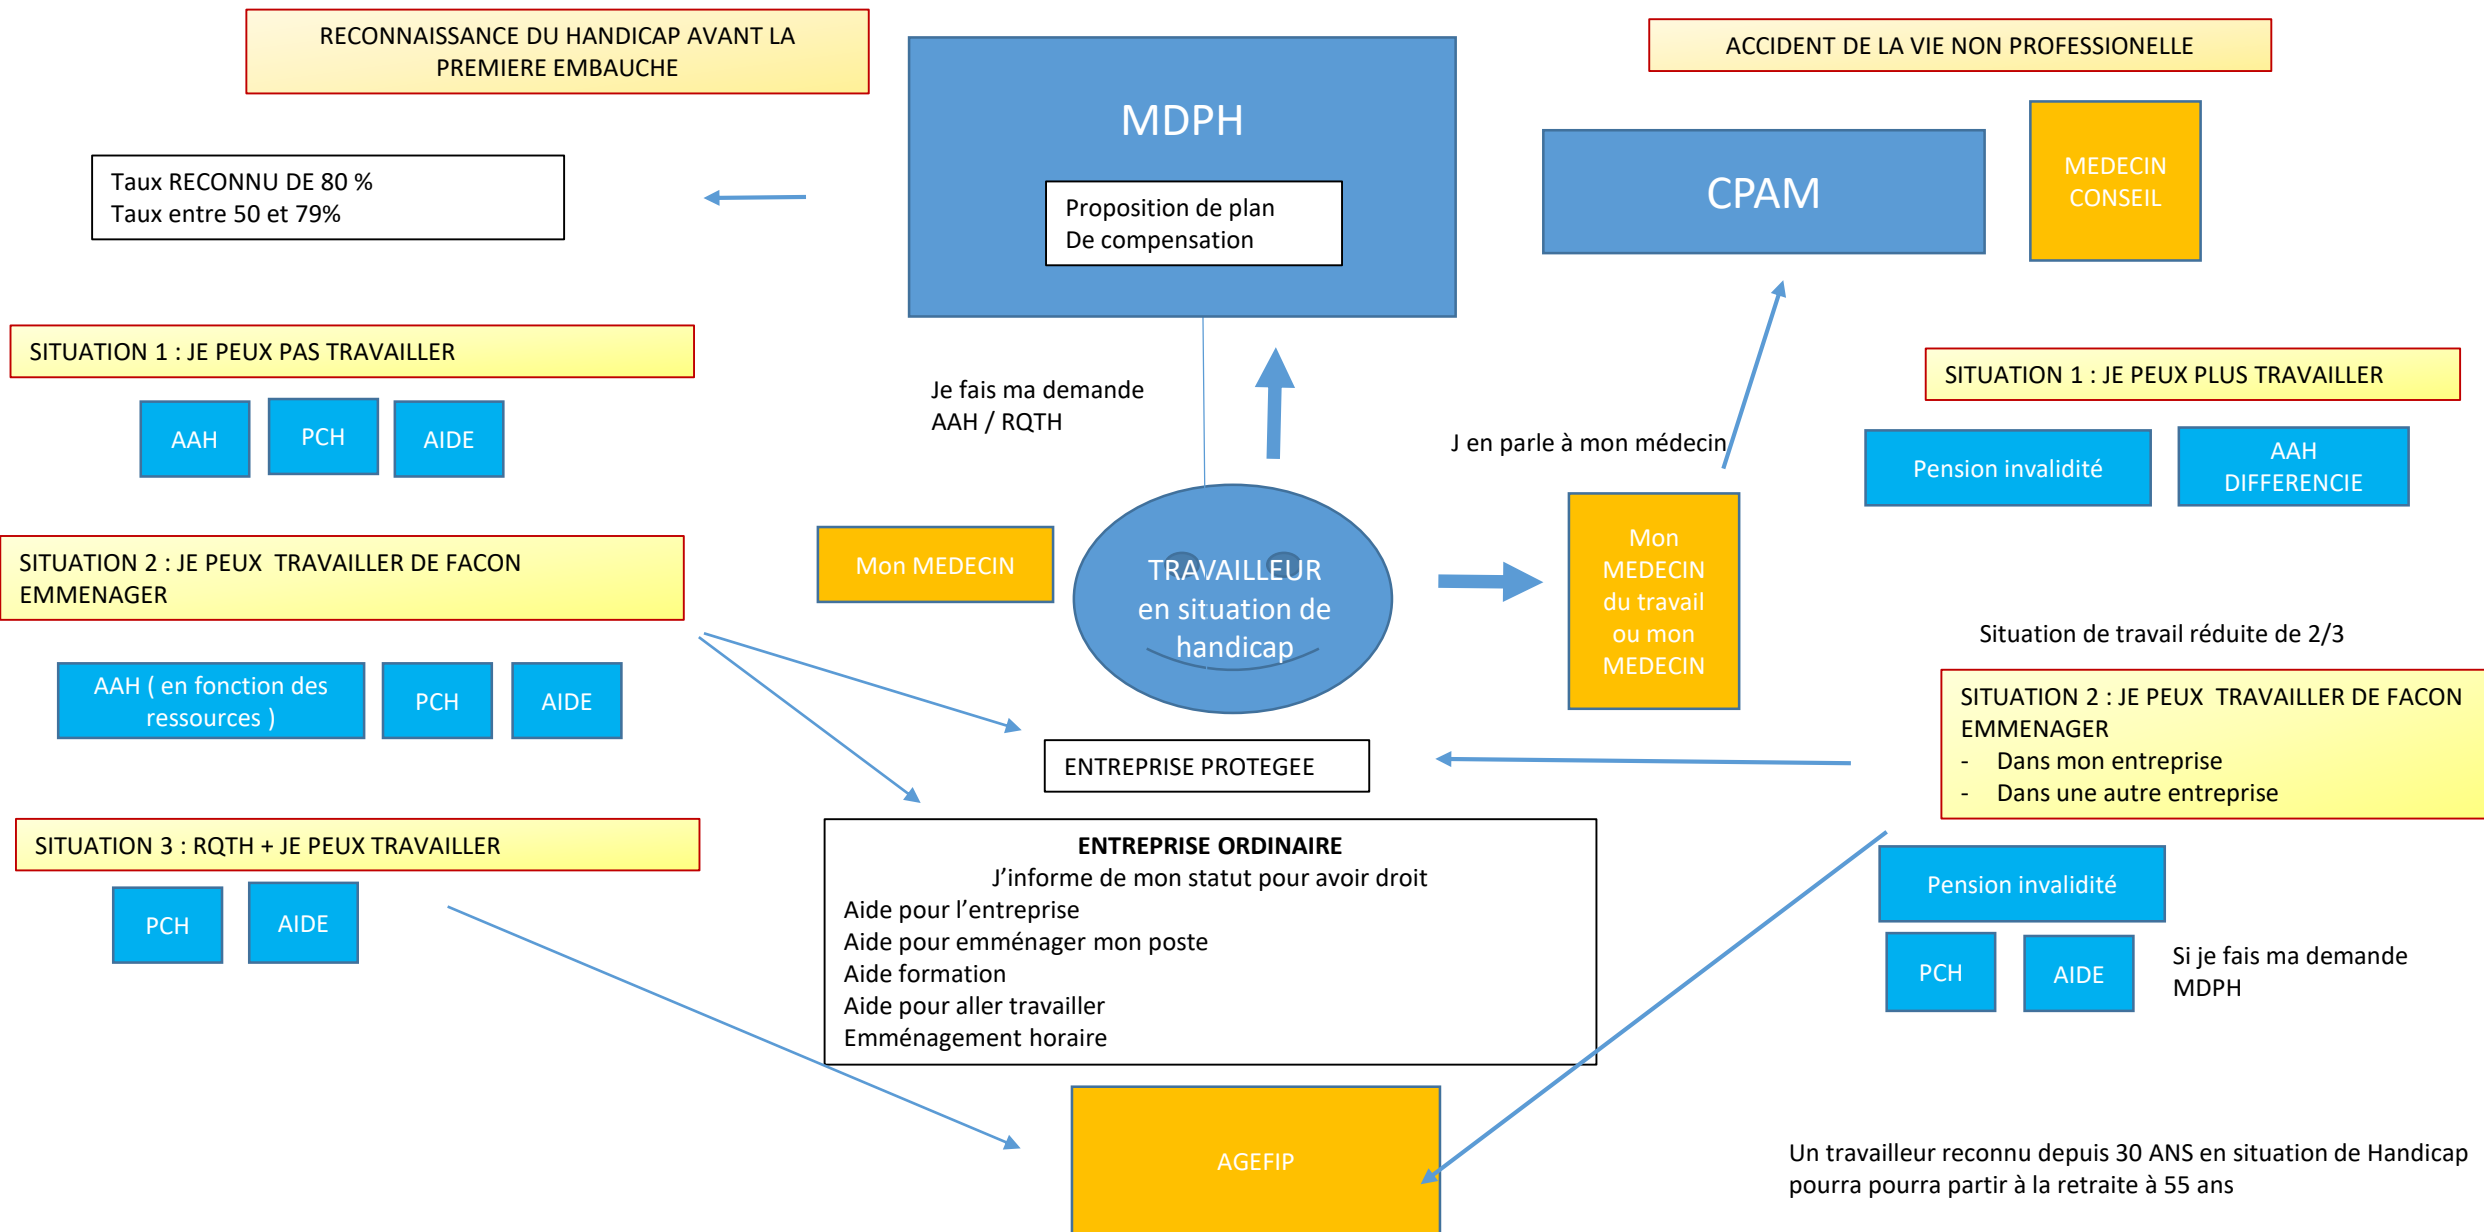 RECONNAISSANCE DU HANDICAP AVANT LA
PREMIERE EMBAUCHE
MDPH
Proposition de plan
De compensation
ACCIDENT DE LA VIE NON PROFESSIONELLE
CPAM
MEDECIN
CONSEIL
Taux RECONNU DE 80 %
Taux entre 50 et 79%
SITUATION 1 : JE PEUX PAS TRAVAILLER
AAH
PCH
AIDE
Je fais ma demande
AAH / RQTH
J en parle à mon médecin
SITUATION 1 : JE PEUX PLUS TRAVAILLER
Pension invalidité
AAH
DIFFERENCIE
SITUATION 2 : JE PEUX  TRAVAILLER DE FACON
EMMENAGER
AAH ( en fonction des
ressources )
PCH
AIDE
Mon MEDECIN
TRAVAILLEUR
en situation de
handicap
Mon
MEDECIN
du travail
ou mon
MEDECIN
Situation de travail réduite de 2/3
SITUATION 2 : JE PEUX  TRAVAILLER DE FACON
EMMENAGER
- Dans mon entreprise
- Dans une autre entreprise
ENTREPRISE PROTEGEE
SITUATION 3 : RQTH + JE PEUX TRAVAILLER
PCH
AIDE
ENTREPRISE ORDINAIRE
J’informe de mon statut pour avoir droit
Aide pour l’entreprise
Aide pour emménager mon poste
Aide formation
Aide pour aller travailler
Emménagement horaire
Pension invalidité
PCH
AIDE
Si je fais ma demande
MDPH
AGEFIP
Un travailleur reconnu depuis 30 ANS en situation de Handicap
pourra pourra partir à la retraite à 55 ans